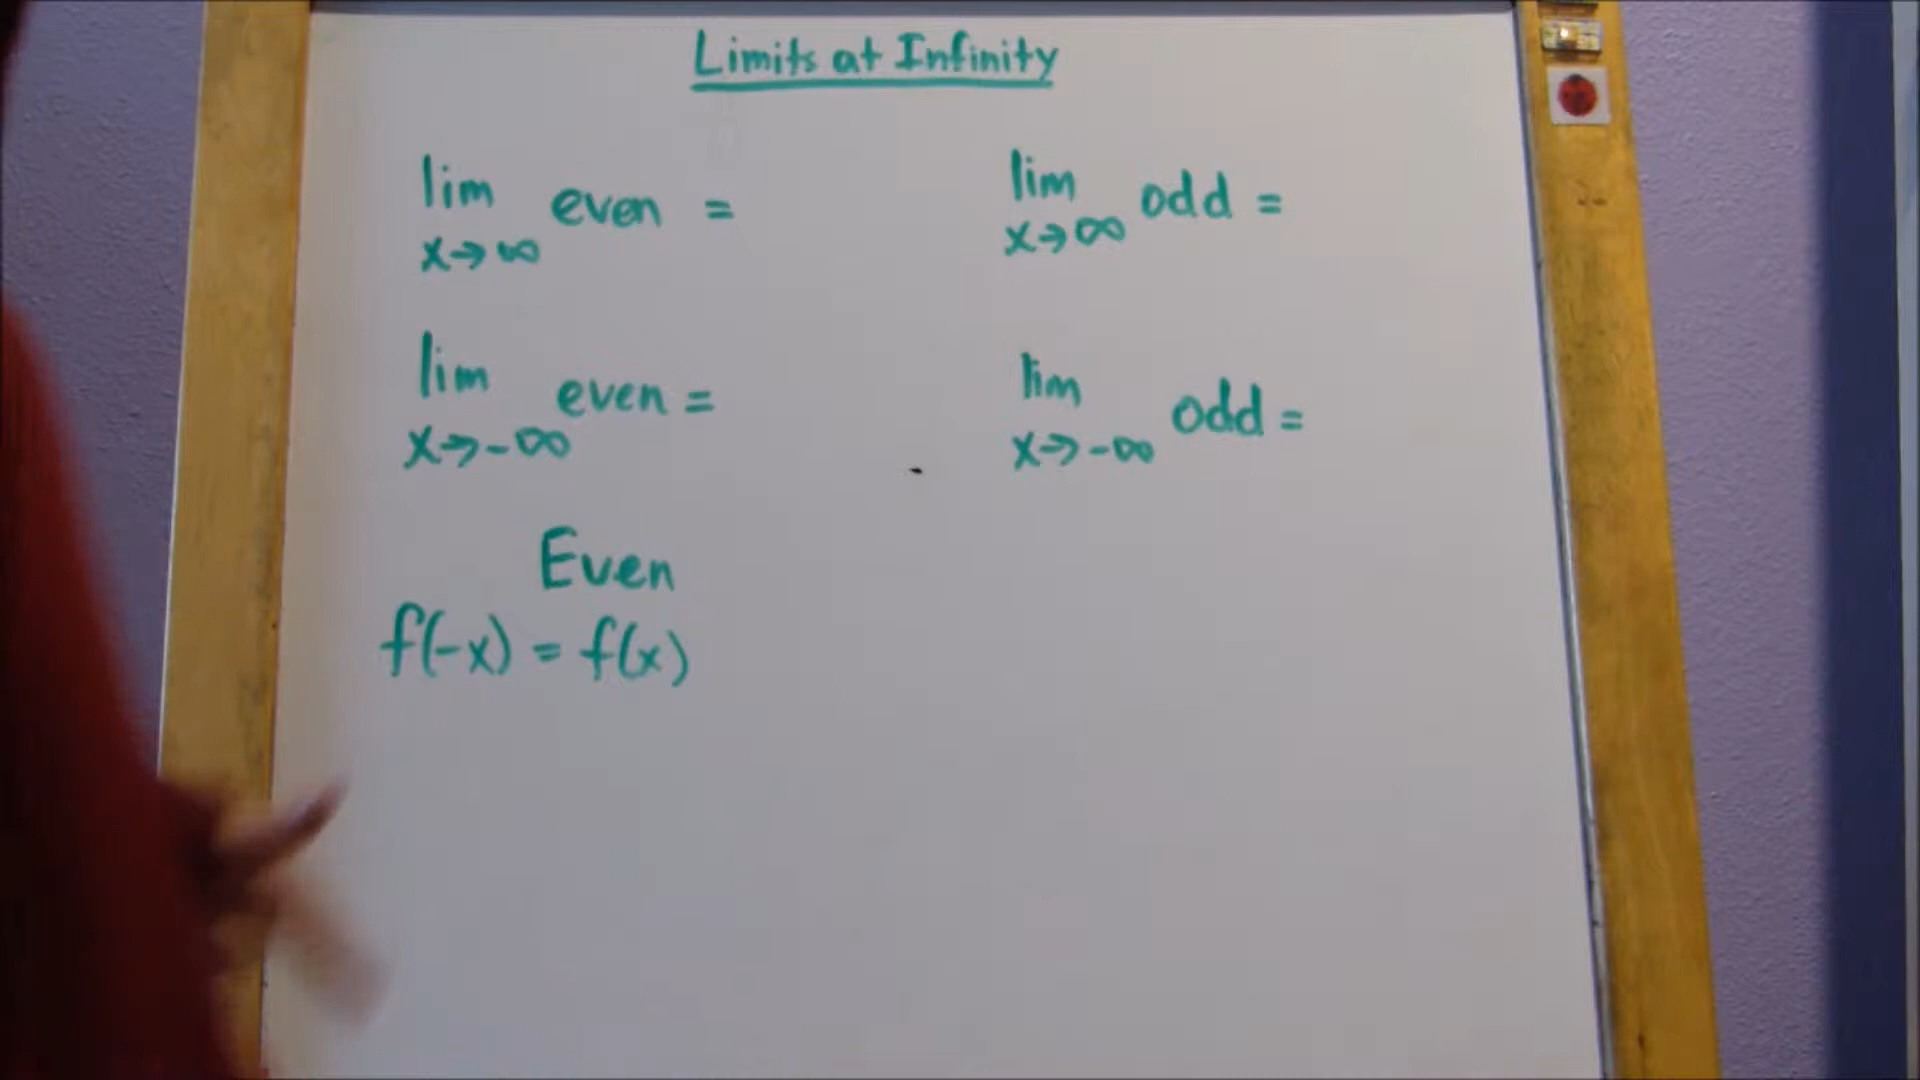 Limits at Infinity
lim x→∞ even =
lim x→∞ odd =
lim x→-∞ even =
lim x→-∞ odd =
Even
f(-x) = f(x)